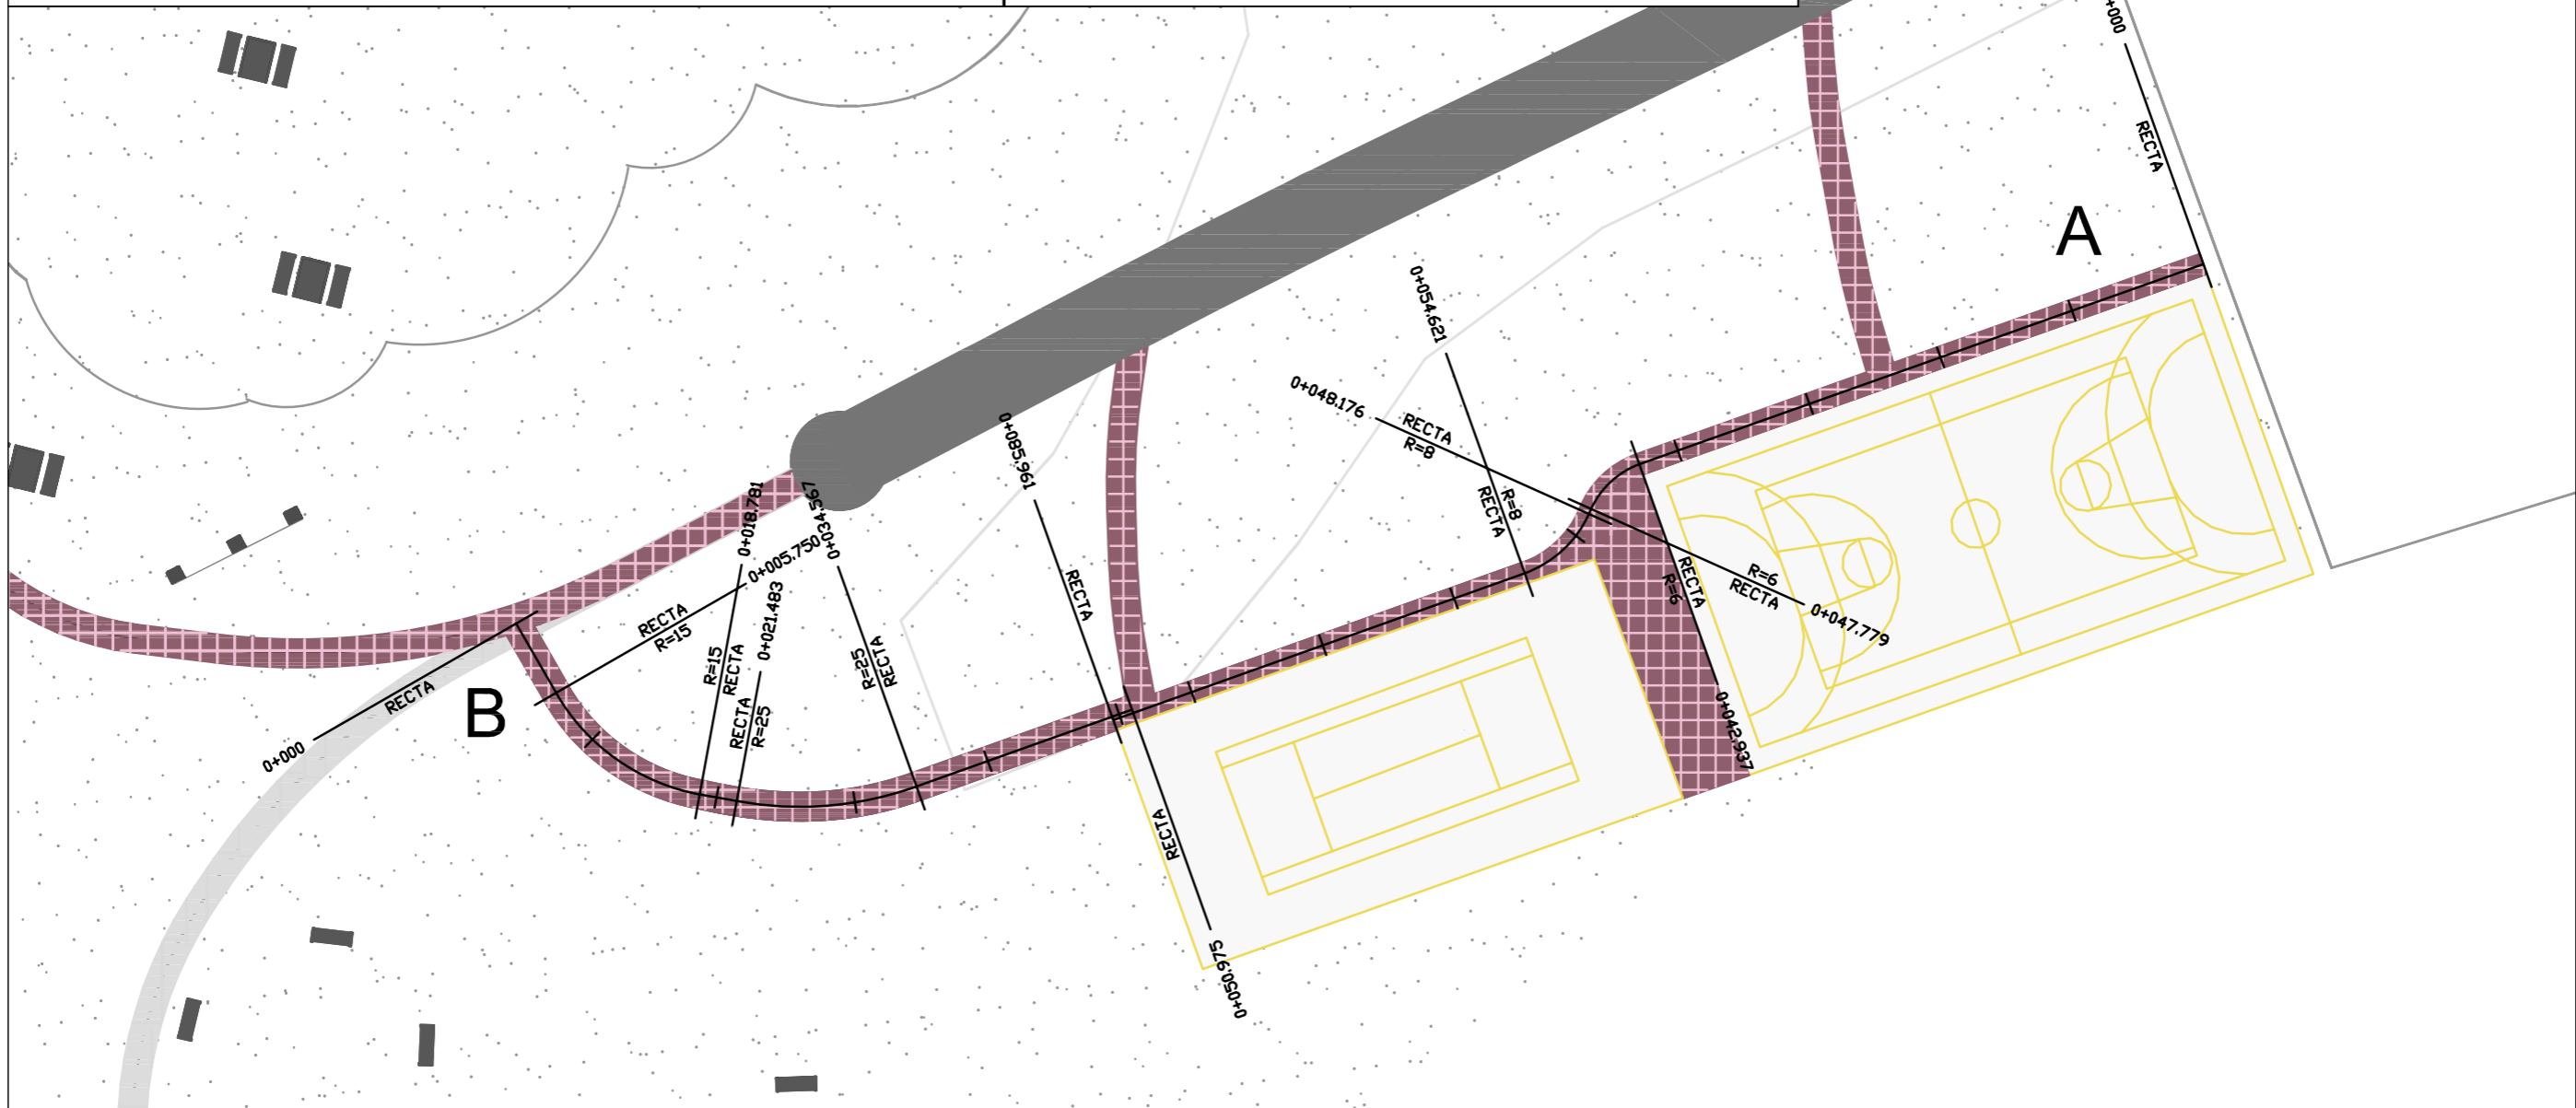 +000
RECTA
A
0+054.621
R=8
RECTA
0+048.176
RECTA
R=8
R=6
RECTA
0+047.779
RECTA
R=6
0+042.937
0+085.961
RECTA
RECTA
0+050.975
0+034.567
RECTA
R=25
0+018.781
R=15
RECTA
0+005.750
RECTA
R=15
0+021.483
RECTA
R=25
B
RECTA
0+000